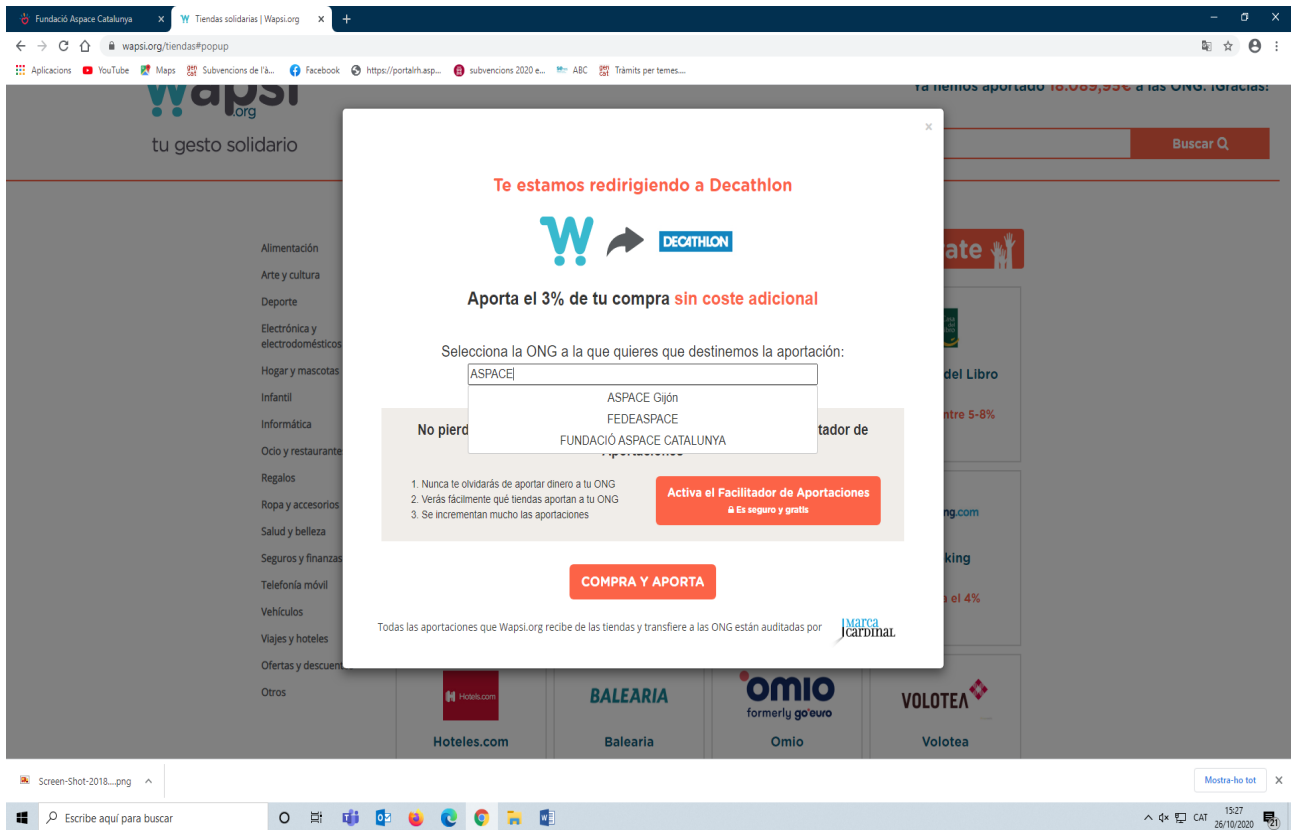 Fundació Aspace Catalunya
Tiendas solidarias | Wapsi.org
wapsi.org/tiendas#popup
Aplicacions YouTube Maps Subvencions de l'à... Facebook https://portalrh.asp... subvencions 2020 e... ABC Tràmits per temes....
wapsi
.org
tu gesto solidario
Ya hemos aportado 18.089,95€ a las ONG. ¡Gracias!
Buscar
Te estamos redirigiendo a Decathlon
W DECATHLON
Aporta el 3% de tu compra sin coste adicional
Selecciona la ONG a la que quieres que destinemos la aportación:
ASPACE
ASPACE Gijón
FEDEASPACE
FUNDACIÓ ASPACE CATALUNYA
No pierd tador de
Aportaciones
1. Nunca te olvidarás de aportar dinero a tu ONG
2. Verás fácilmente qué tiendas aportan a tu ONG
3. Se incrementan mucho las aportaciones
Activa el Facilitador de Aportaciones
Es seguro y gratis
COMPRA Y APORTA
Todas las aportaciones que Wapsi.org recibe de las tiendas y transfiere a las ONG están auditadas por
MARCA
CARDINAL
Alimentación
Arte y cultura
Deporte
Electrónica y
electrodomésticos
Hogar y mascotas
Infantil
Informática
Ocio y restaurante
Regalos
Ropa y accesorios
Salud y belleza
Seguros y finanzas
Telefonía móvil
Vehículos
Viajes y hoteles
Ofertas y descuen
Otros
ate
del Libro
ntre 5-8%
ng.com
king
a el 4%
Hotels.com
BALEARIA
omio
formerly goeuro
VOLOTEA
Hoteles.com
Balearia
Omio
Volotea
Screen-Shot-2018....png
Mostra-ho tot
Escribe aquí para buscar
CAT
15:27
26/10/2020
21